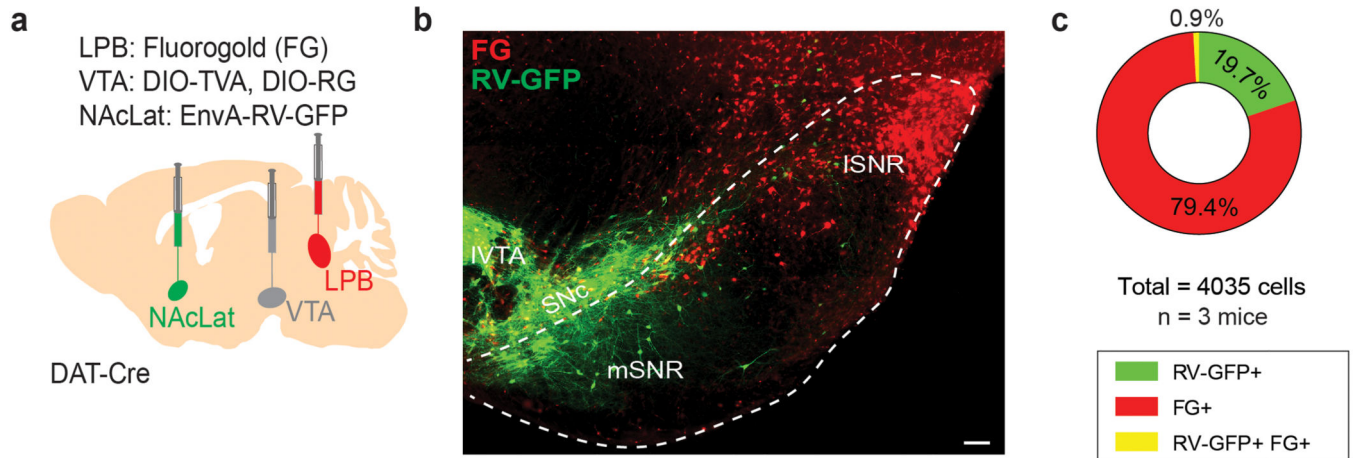 a
LPB: Fluorogold (FG)
VTA: DIO-TVA, DIO-RG
NAcLat: EnvA-RV-GFP
NAcLat
VTA
LPB
DAT-Cre
b
FG
RV-GFP
lSNR
lVTA
SNc
mSNR
c
0.9%
19.7%
79.4%
Total = 4035 cells
n = 3 mice
RV-GFP+
FG+
RV-GFP+ FG+